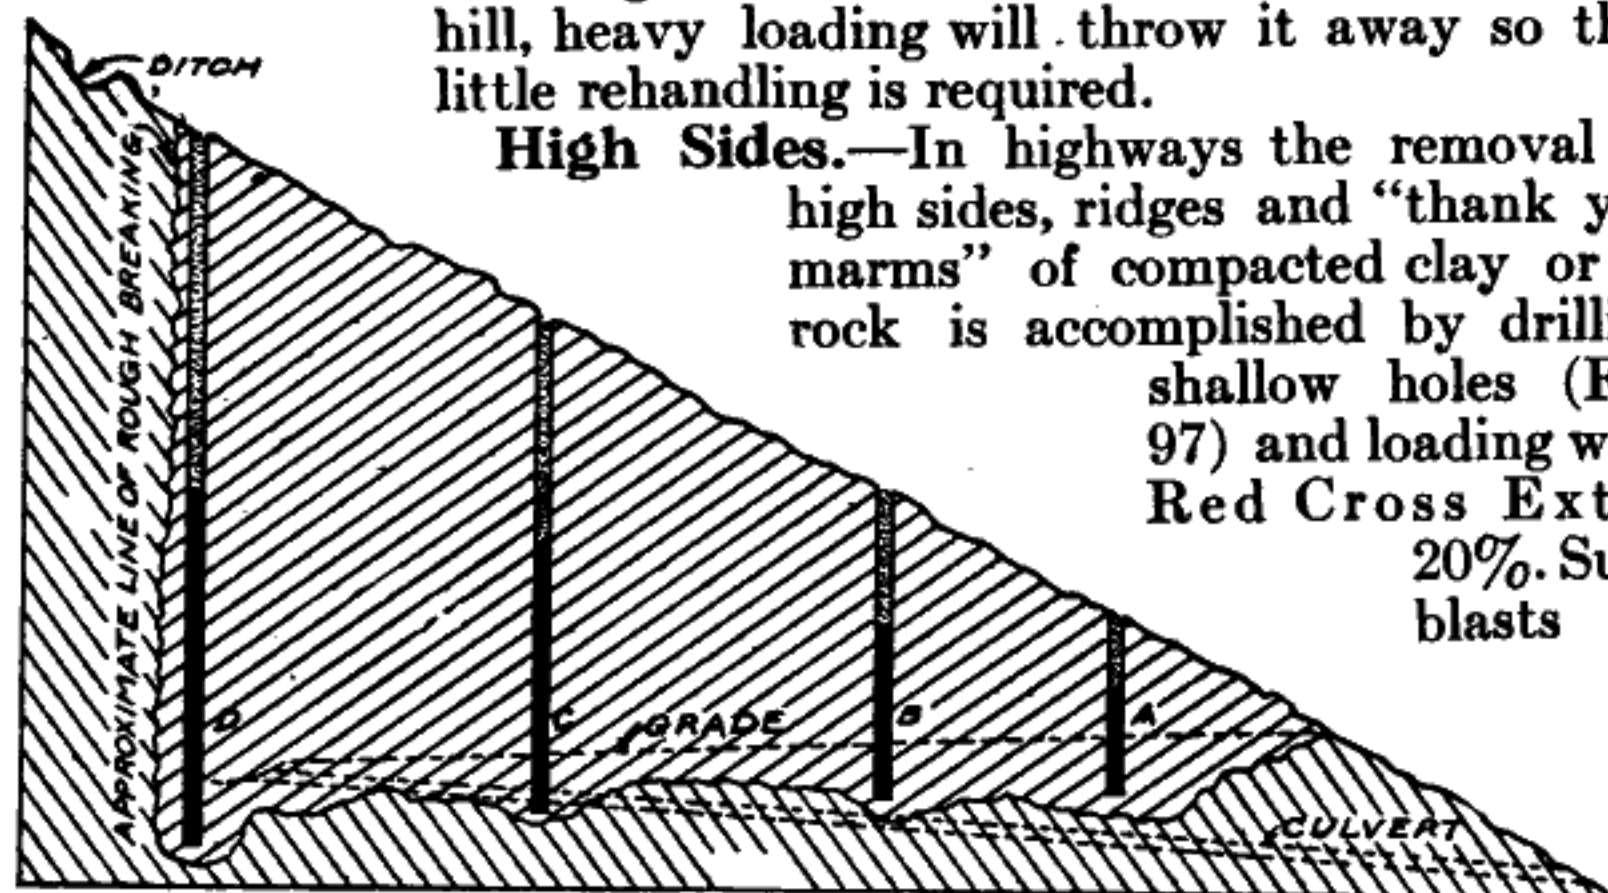 hill, heavy loading will throw it away so th
little rehandling is required.
High Sides.—In highways the removal
high sides, ridges and “thank y
marms” of compacted clay or
rock is accomplished by drilli
shallow holes (F
97) and loading w
Red Cross Ext
20%. Su
blasts
DITCH
APPROXIMATE LINE OF ROUGH BREAKING
D
C
GRADE
B
A
CULVERT